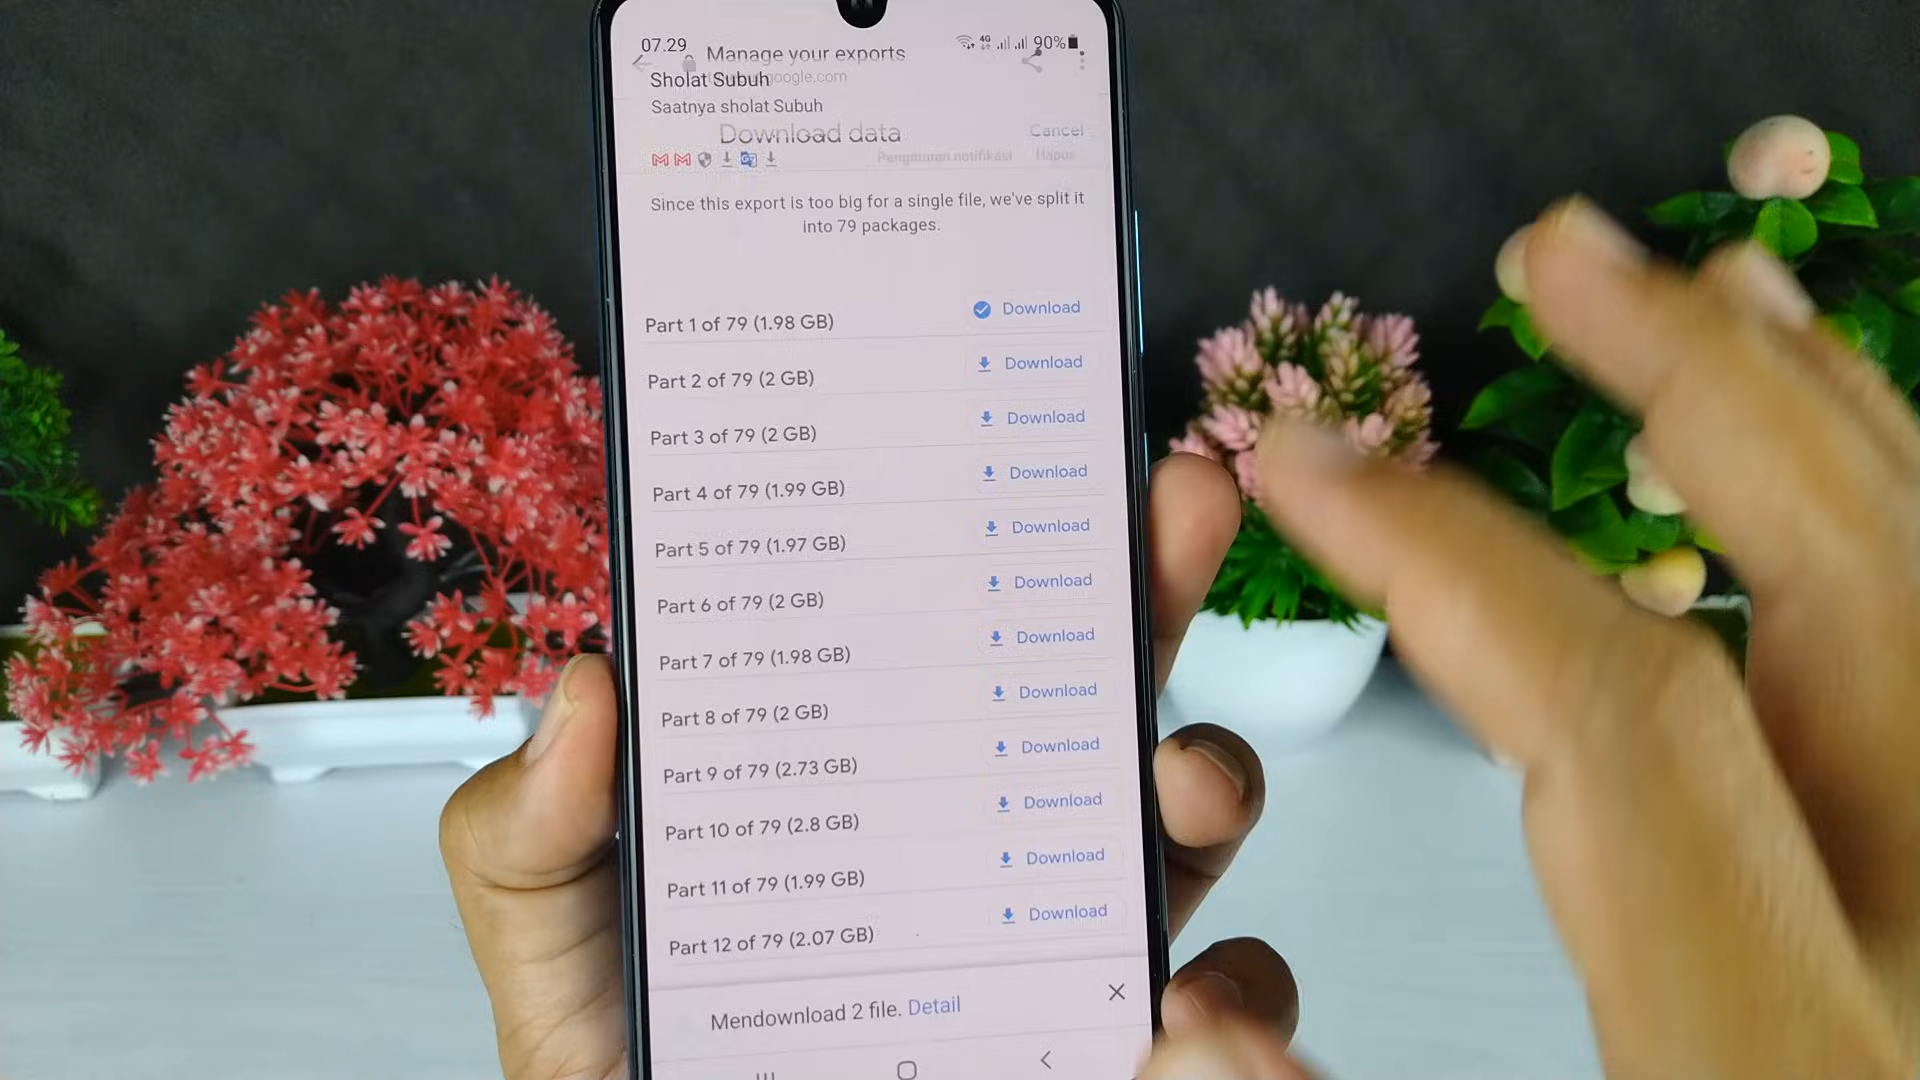 07.29
4G
90%
Manage your exports
Sholat Subuh
google.com
Saatnya sholat Subuh
Download data
Cancel
Pengaturan notifikasi
Hapus
Since this export is too big for a single file, we've split it
into 79 packages.
Part 1 of 79 (1.98 GB) Download
Part 2 of 79 (2 GB) Download
Part 3 of 79 (2 GB) Download
Part 4 of 79 (1.99 GB) Download
Part 5 of 79 (1.97 GB) Download
Part 6 of 79 (2 GB) Download
Part 7 of 79 (1.98 GB) Download
Part 8 of 79 (2 GB) Download
Part 9 of 79 (2.73 GB) Download
Part 10 of 79 (2.8 GB) Download
Part 11 of 79 (1.99 GB) Download
Part 12 of 79 (2.07 GB) Download
Mendownload 2 file. Detail